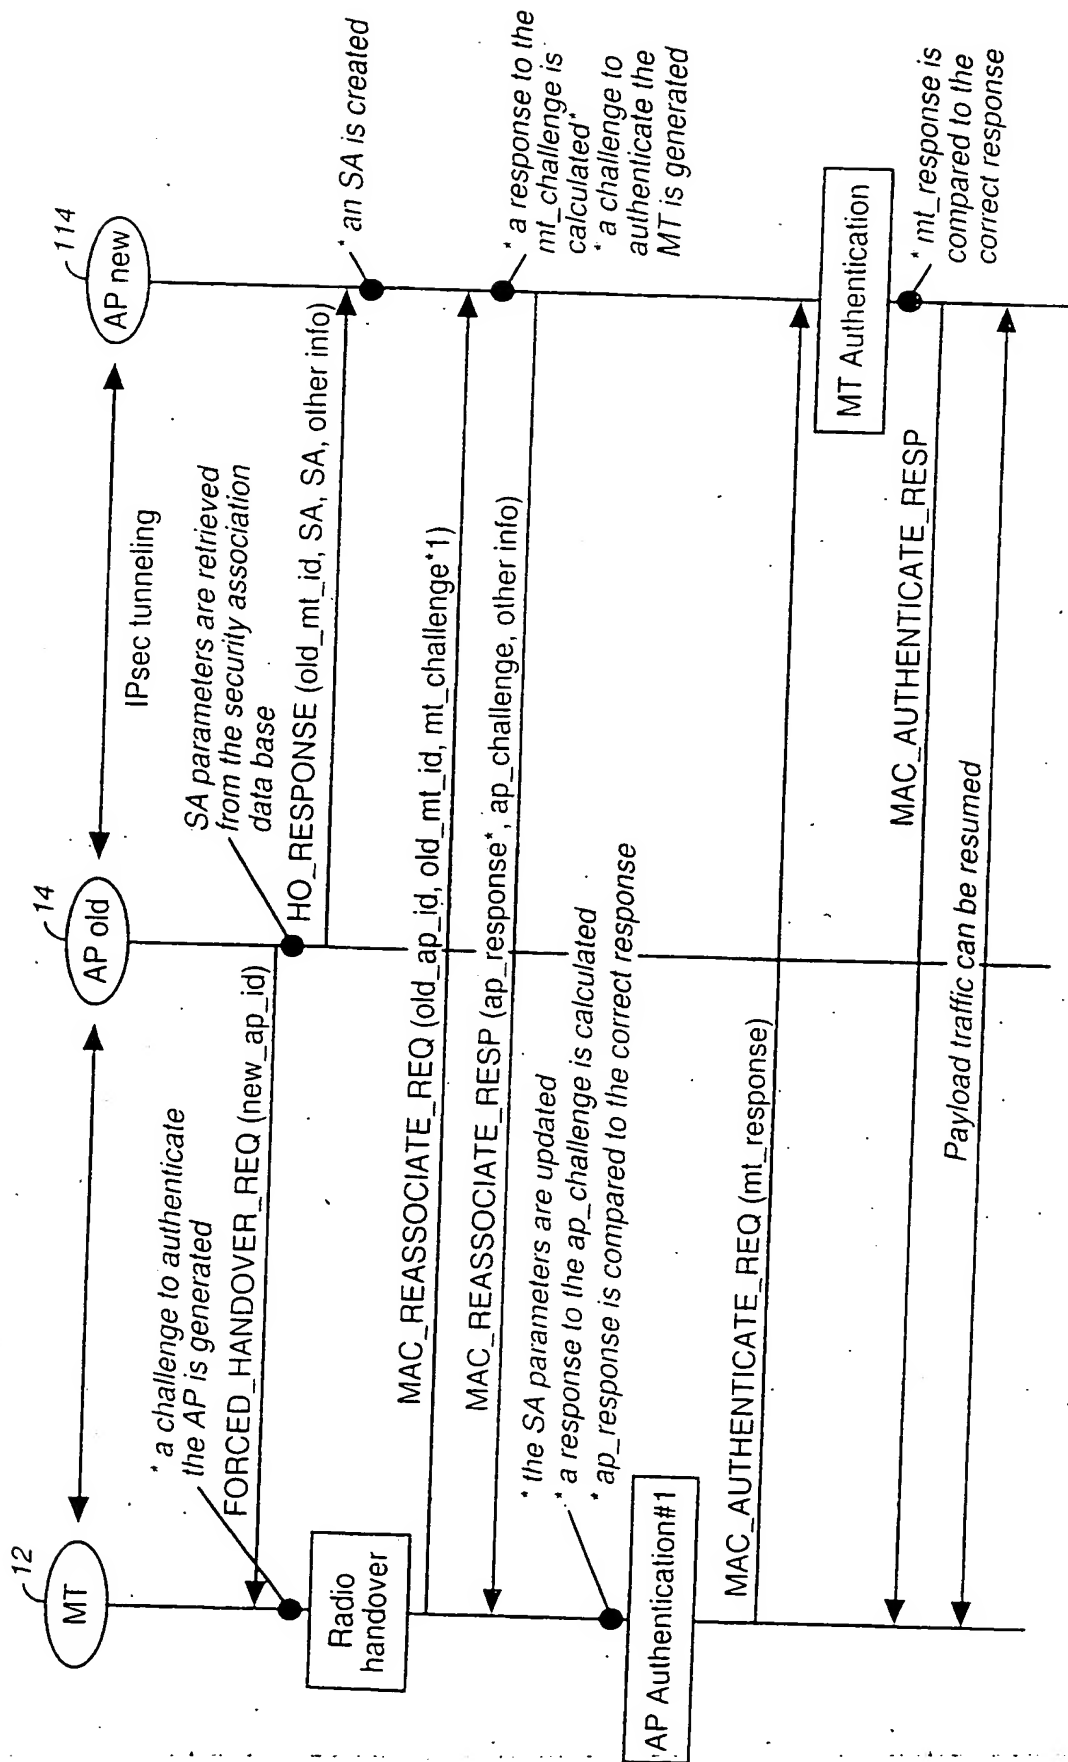 12
MT
14
AP old
114
AP new
IPsec tunneling
* a challenge to authenticate
the AP is generated
FORCED_HANDOVER_REQ (new_ap_id)
SA parameters are retrieved
from the security association
data base
HO_RESPONSE (old_mt_id, SA, SA, other info)
* an SA is created
Radio
handover
MAC_REASSOCIATE_REQ (old_ap_id, old_mt_id, mt_challenge*1)
MAC_REASSOCIATE_RESP (ap_response*, ap_challenge, other info)
* a response to the
mt_challenge is
calculated*
* a challenge to
authenticate the
MT is generated
* the SA parameters are updated
* a response to the ap_challenge is calculated
* ap_response is compared to the correct response
AP Authentication#1
MAC_AUTHENTICATE_REQ (mt_response)
MT Authentication
* mt_response is
compared to the
correct response
MAC_AUTHENTICATE_RESP
Payload traffic can be resumed